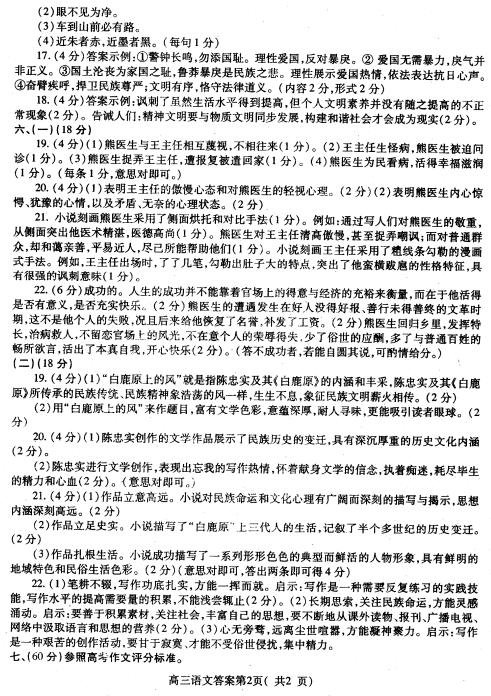 (2)眼不见为净。
(3)车到山前必有路。
(4)近朱者赤,近墨者黑。(每句1分)
17.(4分)答案示例:①警钟长鸣,勿忘国耻。理性爱国,反对暴戾。② 爱国无需暴力,戾气并
非正义。③国土沦丧为家国之耻,鲁莽暴戾是民族之悲。理性展示爱国热情,依法表达抗日心声。
④奋臂疾呼,捍卫民族尊严;文明有序,恪守法律道义。(内容2分,形式2分)
18.(4分)答案示例:讽刺了虽然生活水平得到提高,但个人文明素养并没有随之提高的不正
常现象(2分)。告诫人们:精神文明要与物质文明同步发展,构建和谐社会才会成为现实(2分)。
六、(一)(18分)
19.(4分)(1)熊医生与王主任相互蔑视,不相往来(1分)。(2)王主任生怪病,熊医生被迫问
诊(1分)。(3)熊医生捉弄王主任,遭报复被遣回家(1分)。(4)熊医生为民看病,活得幸福滋润
(1分)。(每条1分,意思对即可。)
20.(4分)(1)表明王主任的傲慢心态和对熊医生的轻视心理。(2分)(2)表明熊医生内心惊
愕、犹豫的心情,以及矛盾、无奈的心理状态。(2分)
21. 小说刻画熊医生采用了侧面烘托和对比手法(1分)。例如:通过写人们对熊医生的敬重,
从侧面突出他医术精湛,医德高尚(1分)。熊医生对王主任清高傲慢,甚至捉弄嘲讽;而对普通群
众,却和蔼亲善,平易近人,尽己所能帮助他们(1分)。小说刻画王主任采用了粗线条勾勒的漫画
式手法。例如,王主任出场时,了了几笔,勾勒出肚子大的特点,突出了他蛮横跋扈的性格特征,具
有很强的讽刺意味(1分)。
22.(6分)成功的。人生的成功并不能靠着官场上的得意与经济的充裕来衡量,而在于他活得
是否有意义,是否充实快乐。(2分)熊医生的遭遇发生在好人没得好报、善行未得善终的文革时
期,这不是他个人的失败,况且后来给他恢复了名誉,补发了工资。(2分)熊医生回归乡里,发挥特
长,治病救人,不留恋官场上的风光,不在意个人的荣辱得失,少了俗世的应酬,多了与普通百姓的
畅所欲言,活出了本真自我,开心快乐(2分)。(答不成功者,若能自圆其说,可酌情给分。)
(二)(18分)
19.(4分)(1)“白鹿原上的风”就是指陈忠实及其《白鹿原》的内涵和丰采,陈忠实及其《白鹿
原》所传承的民族传统、民族精神象浩荡的风一样,生生不息,象征民族文明薪火相传。(2分)
(2)用“白鹿原上的风”来作题目,富有文学色彩,意蕴深厚,耐人寻味,更能吸引读者眼球。(2
分)
20.(4分)(1)陈忠实创作的文学作品展示了民族历史的变迁,具有深沉厚重的历史文化内涵
(2分)。
(2)陈忠实进行文学创作,表现出忘我的写作热情,怀着献身文学的信念,执着痴迷,耗尽毕生
的精力和心血(2分)。(意思对即可。)
21.(4分)(1)作品立意高远。小说对民族命运和文化心理有广阔而深刻的描写与揭示,思想
内涵深刻高远。(2分)
(2)作品立足史实。小说描写了“白鹿原”上三代人的生活,记叙了半个多世纪的历史变迁。
(2分)
(3)作品扎根生活。小说成功描写了一系列形形色色的典型而鲜活的人物形象,具有鲜明的
地域特色和民俗生活色彩。(2分)(意思对即可,答出两条即可得4分)
22.(1)笔耕不辍,写作功底扎实,方能一挥而就。启示:写作是一种需要反复练习的实践技
能,写作水平的提高需要量的积累,不能浅尝辄止(2分)。(2)长期思索,关注民族命运,方能灵感
涌动。启示:要善于积累素材,关注社会,丰富自己的思想,要不断地从课外读物、报刊、广播电视、
网络中汲取语言和思想的营养(2分)。(3)心无旁骛,远离尘世喧嚣,方能凝神聚力。启示:写作
是一种艰苦的创作活动,要甘于寂寞、才能不受俗世侵扰,集中精力。
七、(60分)参照高考作文评分标准。
高三语文答案第2页( 共2 页)